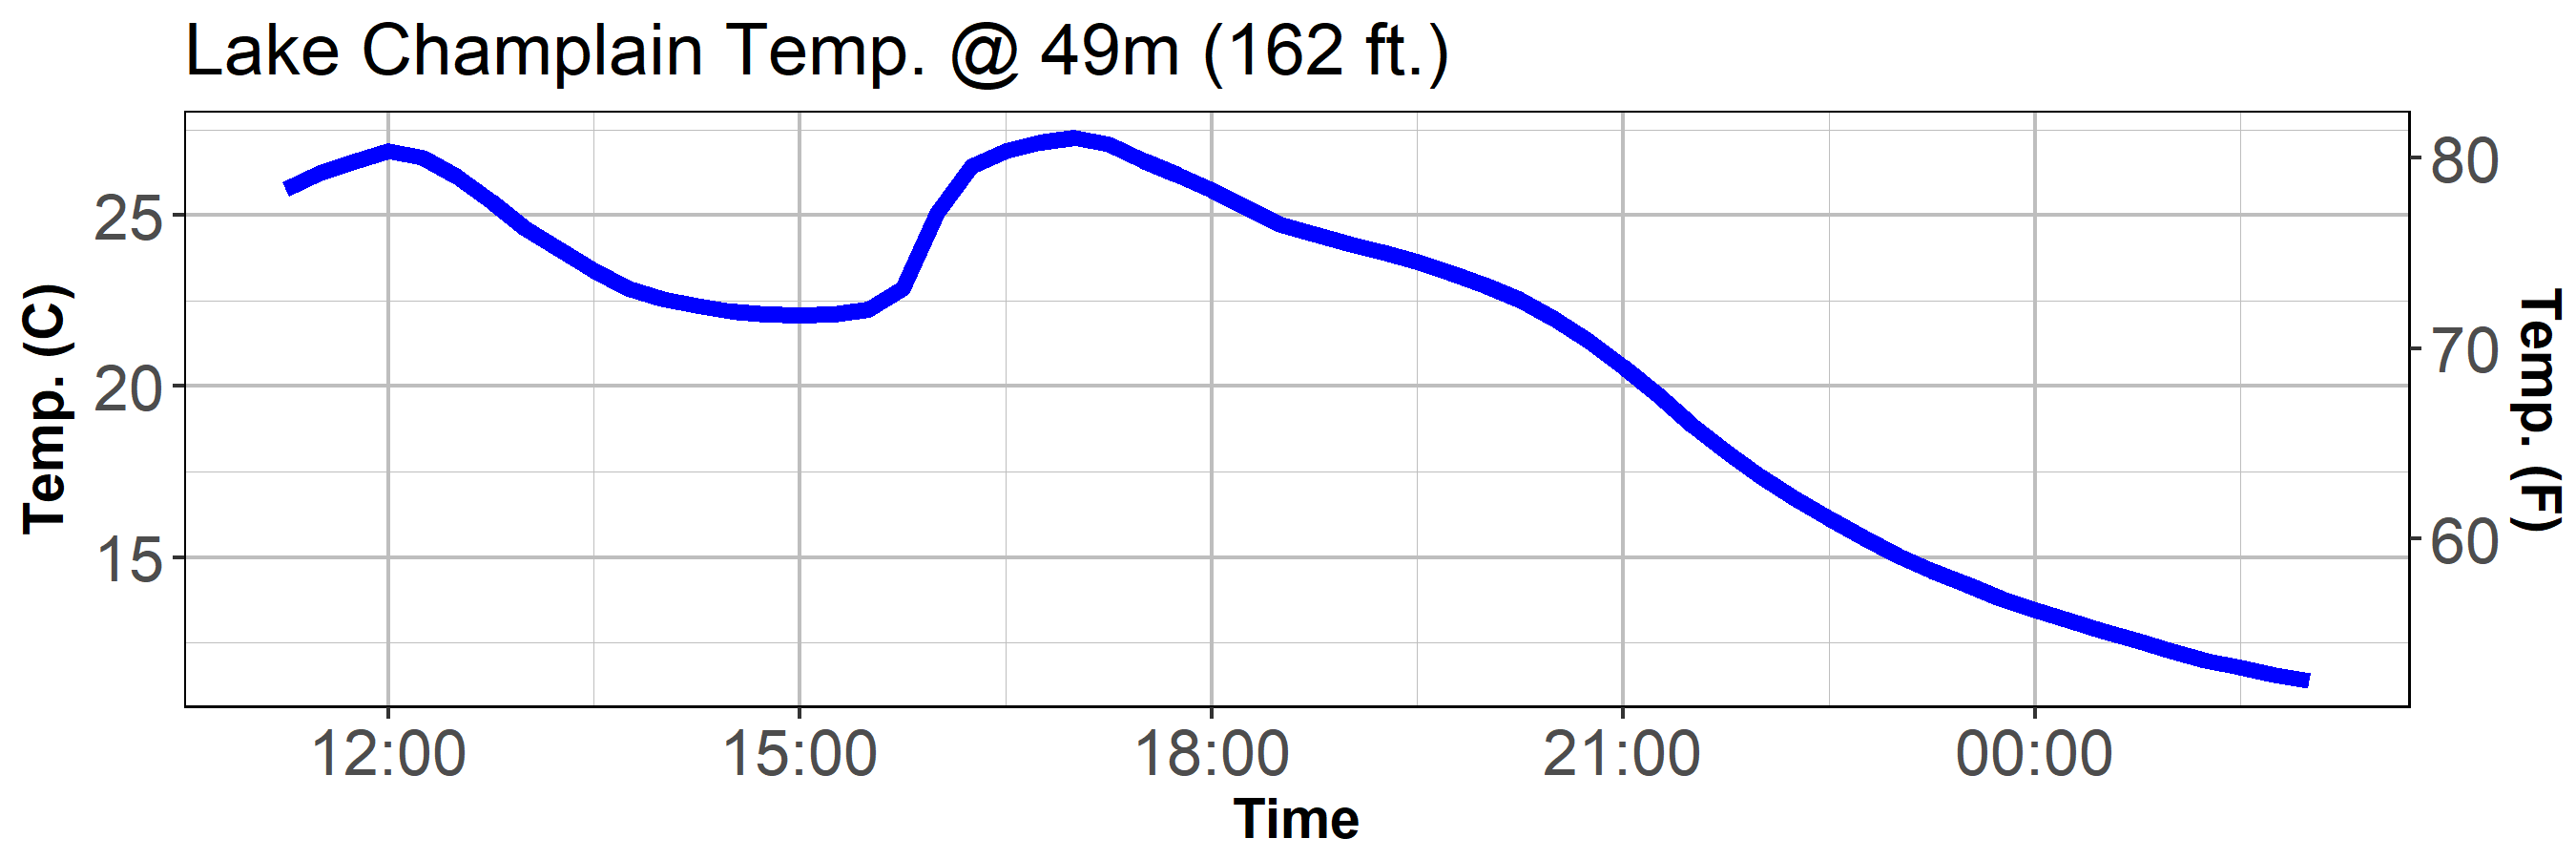 Lake Champlain Temp. @ 49m (162 ft.)
Temp. (C)
25
20
15
80
70
60
Temp. (F)
12:00
15:00
18:00
21:00
00:00
Time